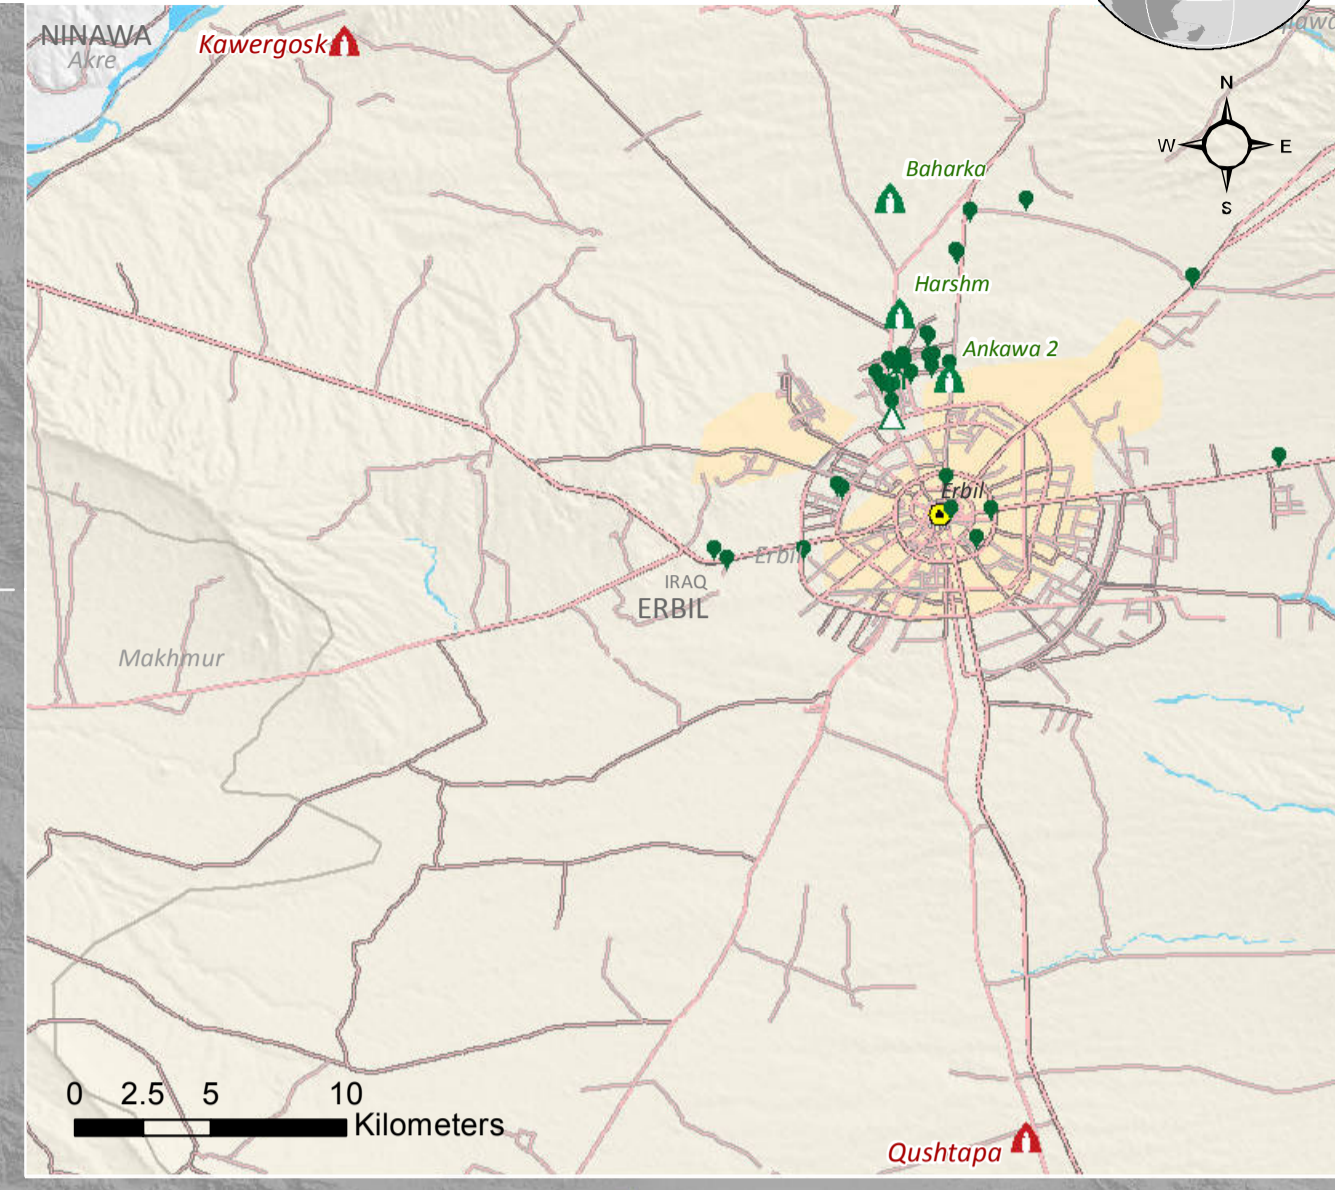 NINAWA
Akre
Kawergosk
N
W E
S
Baharka
Harshm
Ankawa 2
Erbil
Erbil
IRAQ
ERBIL
Makhmur
0 2.5 5 10
Kilometers
Qushtapa